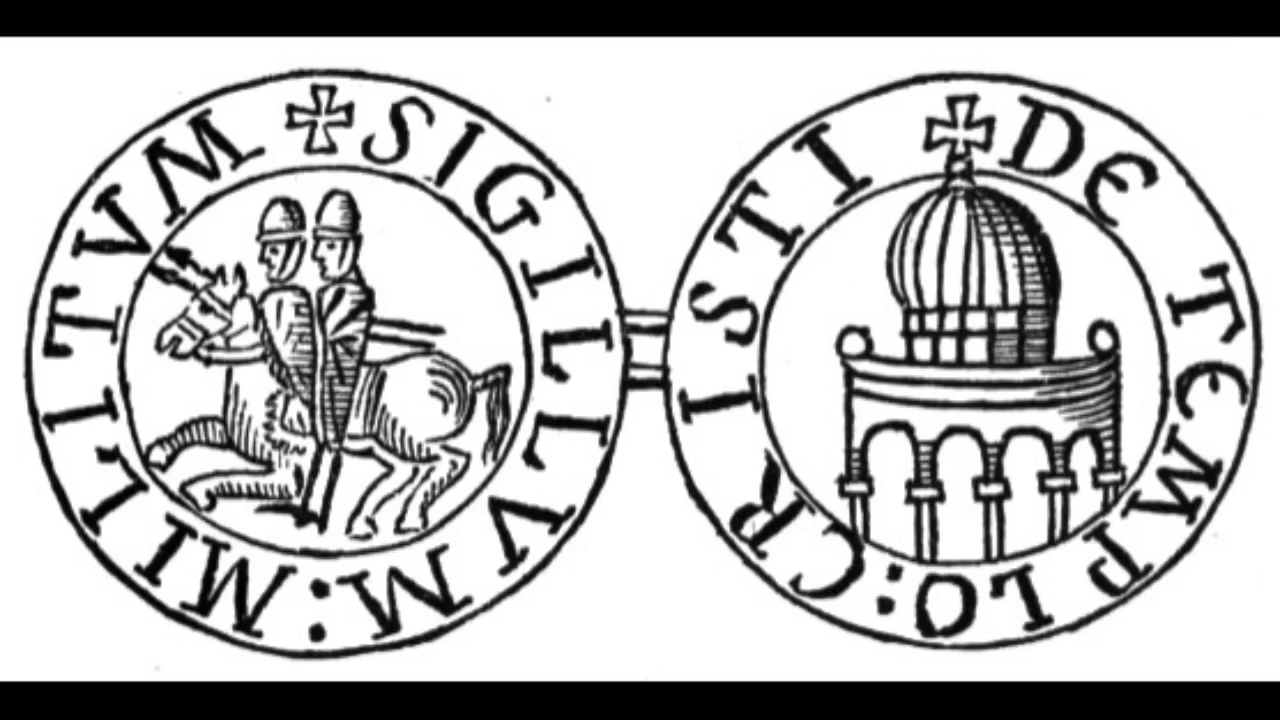 ✠ SIGILLVM : MILITVM
✠ DE TEMPLO : CRISTI